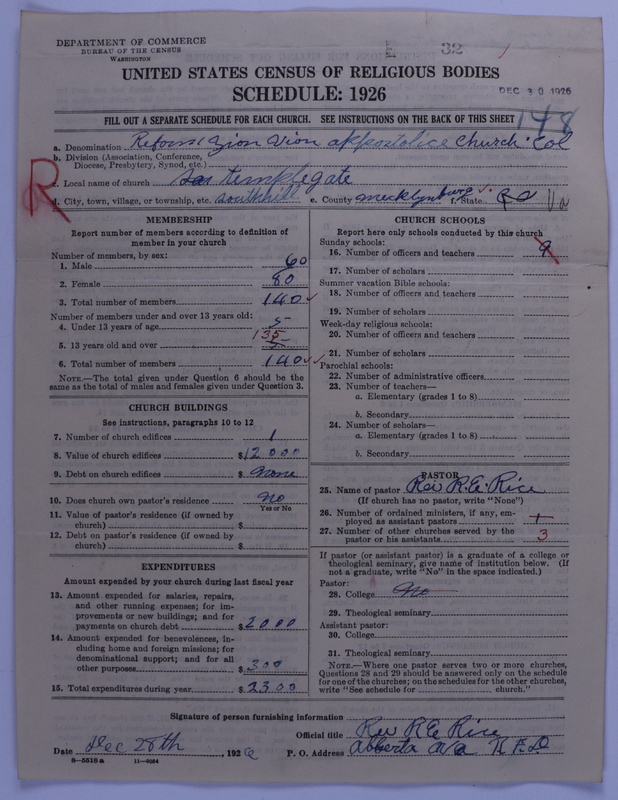 DEPARTMENT OF COMMERCE
BUREAU OF THE CENSUS
WASHINGTON
32
UNITED STATES CENSUS OF RELIGIOUS BODIES
SCHEDULE: 1926
DEC 30 1926
FILL OUT A SEPARATE SCHEDULE FOR EACH CHURCH. SEE INSTRUCTIONS ON THE BACK OF THIS SHEET
148
a. Denomination Reform Zion Vion appostolice Church. Col
b. Division (Association, Conference, Diocese, Presbytery, Synod, etc.)
R
c. Local name of church temple gate
d. City, town, village, or township, etc. Southhill e. County Mecklynburg f. State Va
MEMBERSHIP
Report number of members according to definition of
member in your church
Number of members, by sex:
1. Male 60
2. Female 80
3. Total number of members 140
Number of members under and over 13 years old:
4. Under 13 years of age 5
135
5. 13 years old and over 5
6. Total number of members 140
NOTE.—The total given under Question 6 should be the
same as the total of males and females given under Question 3.
CHURCH BUILDINGS
See instructions, paragraphs 10 to 12
7. Number of church edifices 1
8. Value of church edifices $12000
9. Debt on church edifices $ None
10. Does church own pastor's residence No
Yes or No
11. Value of pastor's residence (if owned by
church) $
12. Debt on pastor's residence (if owned by
church) $
EXPENDITURES
Amount expended by your church during last fiscal year
13. Amount expended for salaries, repairs,
and other running expenses; for im-
provements or new buildings; and for
payments on church debt $2000
14. Amount expended for benevolences, in-
cluding home and foreign missions; for
denominational support; and for all
other purposes $300
15. Total expenditures during year $2300
CHURCH SCHOOLS
Report here only schools conducted by this church
Sunday schools:
16. Number of officers and teachers 9
17. Number of scholars
Summer vacation Bible schools:
18. Number of officers and teachers
19. Number of scholars
Week-day religious schools:
20. Number of officers and teachers
21. Number of scholars
Parochial schools:
22. Number of administrative officers
23. Number of teachers—
a. Elementary (grades 1 to 8)
b. Secondary
24. Number of scholars—
a. Elementary (grades 1 to 8)
b. Secondary
PASTOR
25. Name of pastor Rev R. E. Rice
(If church has no pastor, write "None")
26. Number of ordained ministers, if any, em-
ployed as assistant pastors 1
27. Number of other churches served by the
pastor or his assistants 3
If pastor (or assistant pastor) is a graduate of a college or
theological seminary, give name of institution below. (If
not a graduate, write "No" in the space indicated.)
Pastor:
28. College No
29. Theological seminary
Assistant pastor:
30. College
31. Theological seminary
NOTE.—Where one pastor serves two or more churches,
Questions 28 and 29 should be answered only on the schedule
for one of the churches; on the schedules for the other churches,
write "See schedule for church."
Signature of person furnishing information
Official title Rev R E Rice
Date Dec 28th, 1926 P. O. Address Abberta Va R F D
8—5518 a 11—9084